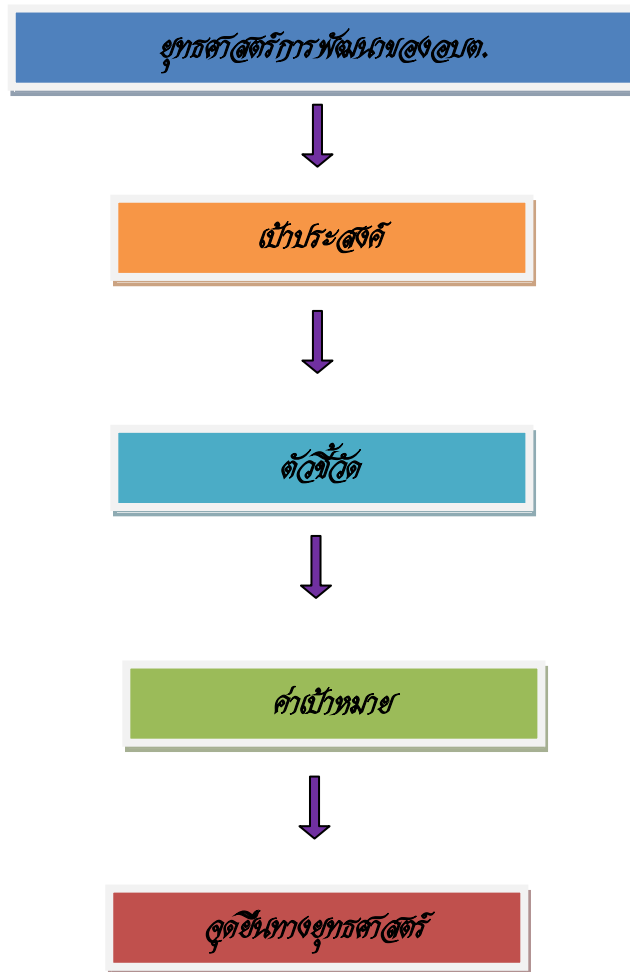 ยุทธศาสตร์การพัฒนาของอบต.
เป้าประสงค์
ตัวชี้วัด
ค่าเป้าหมาย
จุดยืนทางยุทธศาสตร์